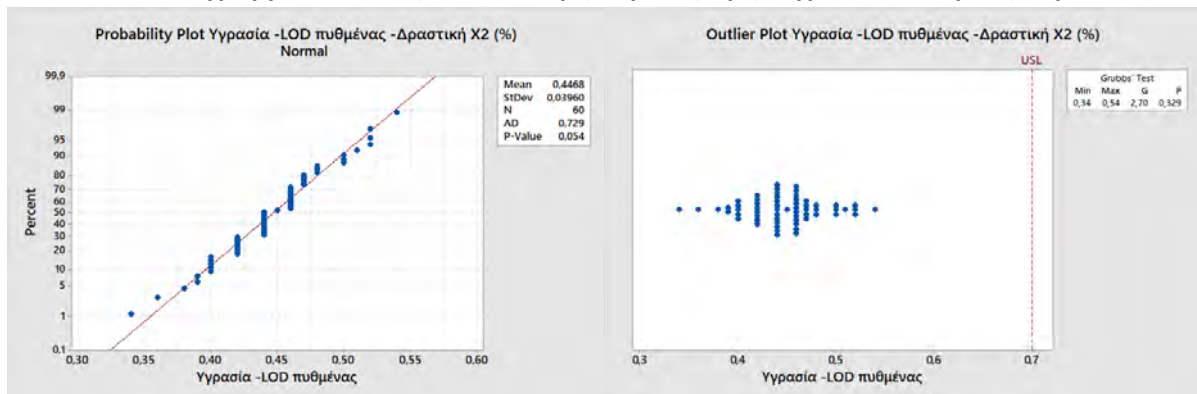 Probability Plot Υγρασία -LOD πυθμένας -Δραστική X2 (%)
Normal
99,9
99
95
90
80
70
60
50
40
30
20
10
5
1
0,1
Percent
0,30
0,35
0,40
0,45
0,50
0,55
0,60
Υγρασία -LOD πυθμένας
Mean 0,4468
StDev 0,03960
N 60
AD 0,729
P-Value 0,054
Outlier Plot Υγρασία -LOD πυθμένας -Δραστική X2 (%)
USL
0,3
0,4
0,5
0,6
0,7
Υγρασία -LOD πυθμένας
Grubbs' Test
Min Max G P
0,34 0,54 2,70 0,329